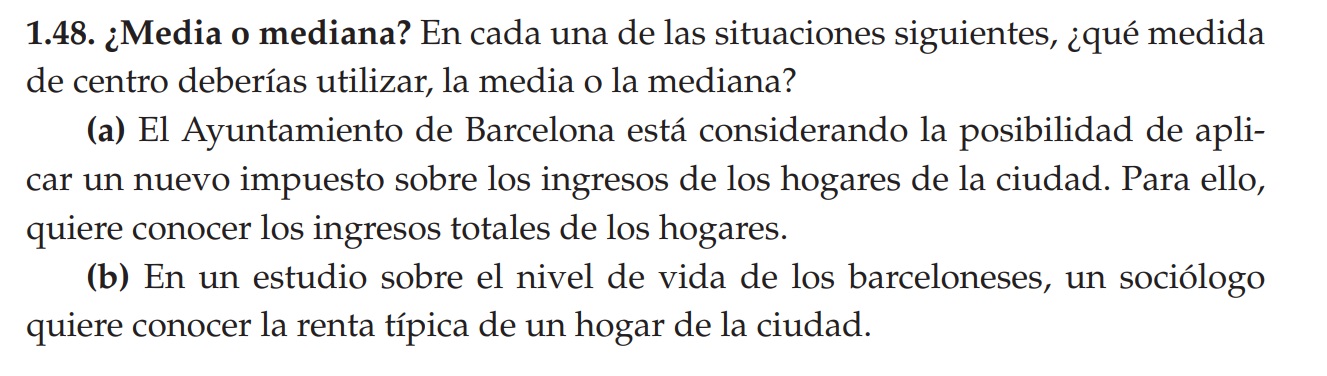 1.48. ¿Media o mediana? En cada una de las situaciones siguientes, ¿qué medida
de centro deberías utilizar, la media o la mediana?
(a) El Ayuntamiento de Barcelona está considerando la posibilidad de apli-
car un nuevo impuesto sobre los ingresos de los hogares de la ciudad. Para ello,
quiere conocer los ingresos totales de los hogares.
(b) En un estudio sobre el nivel de vida de los barceloneses, un sociólogo
quiere conocer la renta típica de un hogar de la ciudad.